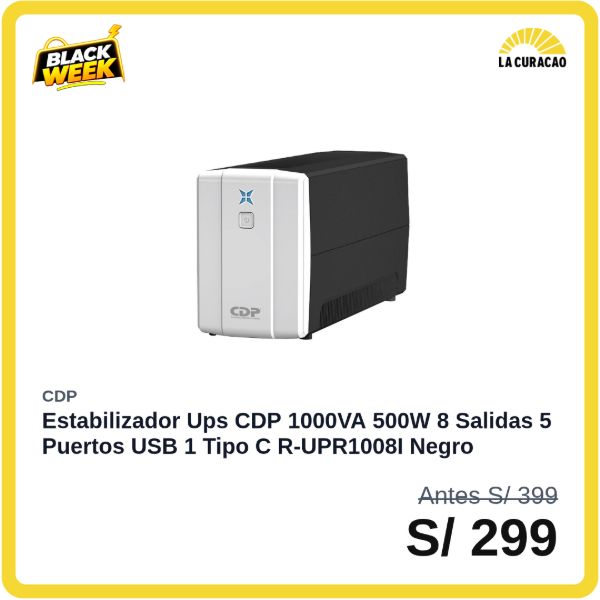 BLACK
WEEK
LA CURACAO
CDP
CDP
Estabilizador Ups CDP 1000VA 500W 8 Salidas 5
Puertos USB 1 Tipo C R-UPR1008I Negro
Antes S/ 399
S/ 299